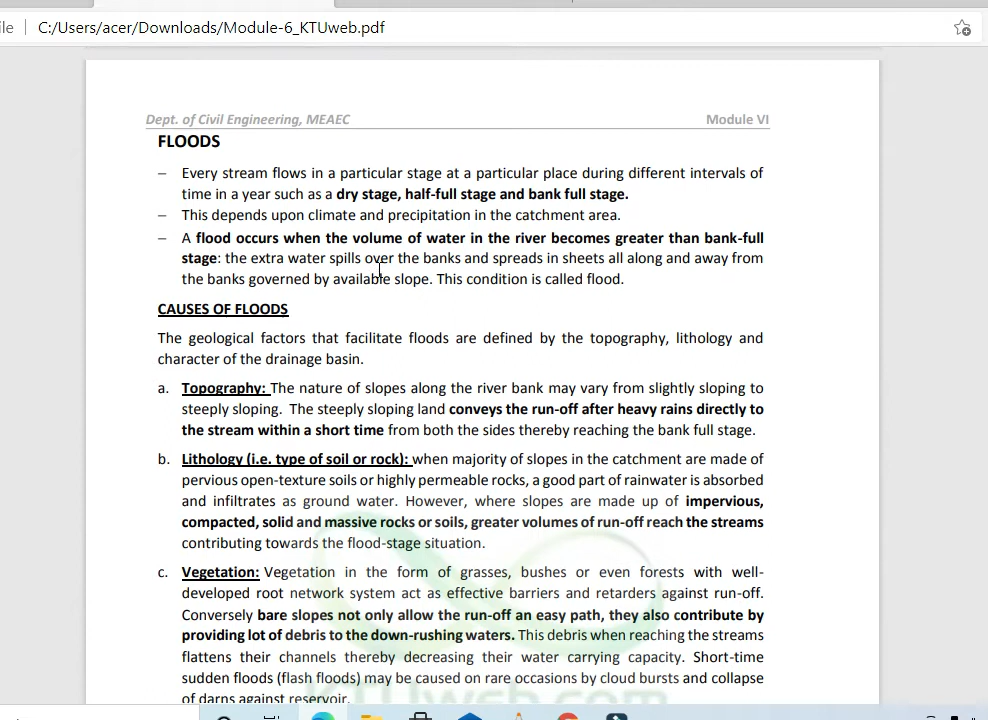 ile | C:/Users/acer/Downloads/Module-6_KTUweb.pdf
Dept. of Civil Engineering, MEAEC Module VI
FLOODS
– Every stream flows in a particular stage at a particular place during different intervals of
time in a year such as a dry stage, half-full stage and bank full stage.
– This depends upon climate and precipitation in the catchment area.
– A flood occurs when the volume of water in the river becomes greater than bank-full
stage: the extra water spills over the banks and spreads in sheets all along and away from
the banks governed by available slope. This condition is called flood.
CAUSES OF FLOODS
The geological factors that facilitate floods are defined by the topography, lithology and
character of the drainage basin.
a. Topography: The nature of slopes along the river bank may vary from slightly sloping to
steeply sloping. The steeply sloping land conveys the run-off after heavy rains directly to
the stream within a short time from both the sides thereby reaching the bank full stage.
b. Lithology (i.e. type of soil or rock): when majority of slopes in the catchment are made of
pervious open-texture soils or highly permeable rocks, a good part of rainwater is absorbed
and infiltrates as ground water. However, where slopes are made up of impervious,
compacted, solid and massive rocks or soils, greater volumes of run-off reach the streams
contributing towards the flood-stage situation.
c. Vegetation: Vegetation in the form of grasses, bushes or even forests with well-
developed root network system act as effective barriers and retarders against run-off.
Conversely bare slopes not only allow the run-off an easy path, they also contribute by
providing lot of debris to the down-rushing waters. This debris when reaching the streams
flattens their channels thereby decreasing their water carrying capacity. Short-time
sudden floods (flash floods) may be caused on rare occasions by cloud bursts and collapse
of darns against reservoir.
KTUweb.com